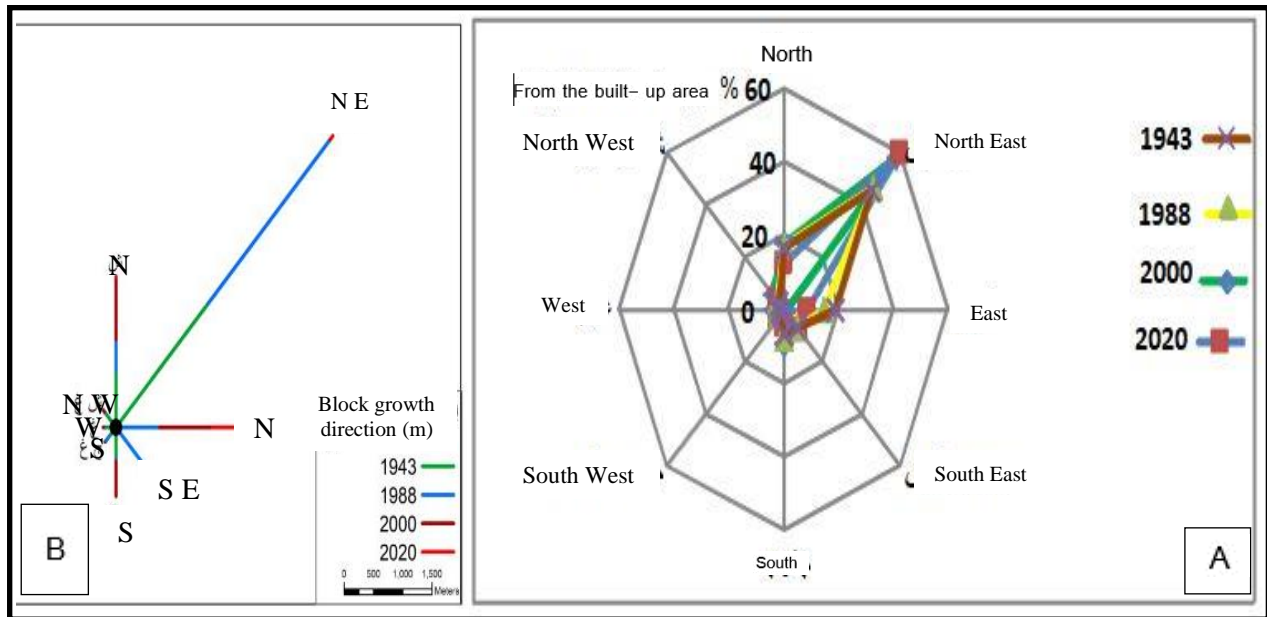 N E
N
N W
W
S
N
S E
S
B
Block growth
direction (m)
1943
1988
2000
2020
0 500 1,000 1,500
Meters
North
From the built- up area % 60
North West
North East
40
20
West
0
East
South West
South East
South
1943
1988
2000
2020
A